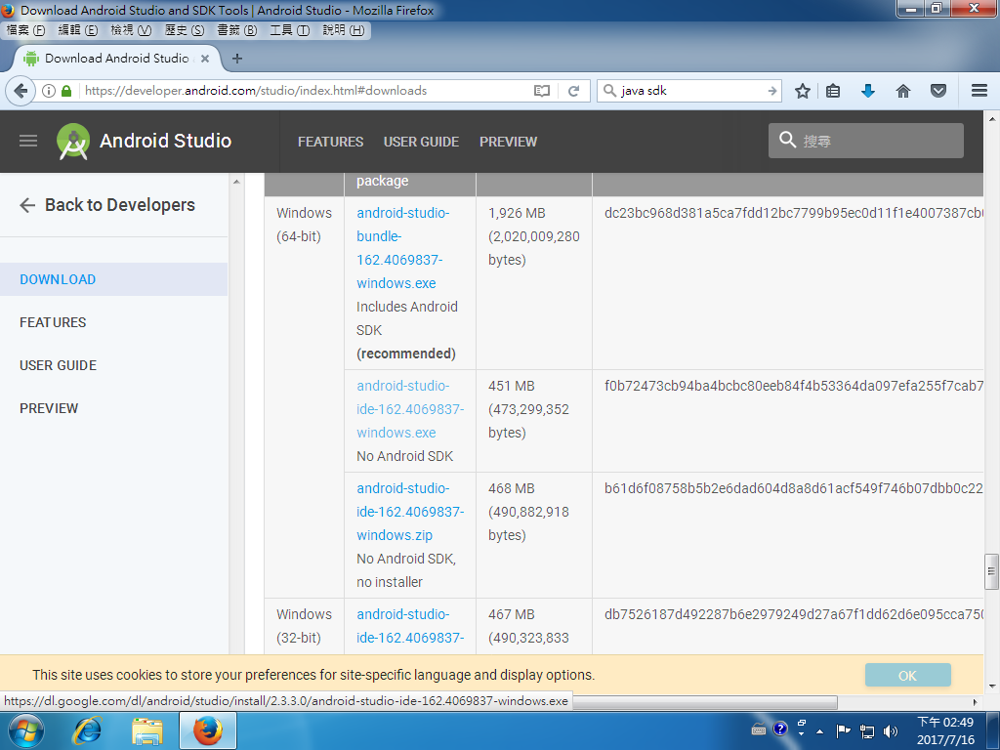 Download Android Studio and SDK Tools | Android Studio - Mozilla Firefox
檔案 (F) 編輯 (E) 檢視 (V) 歷史 (S) 書籤 (B) 工具 (T) 說明 (H)
Download Android Studio
https://developer.android.com/studio/index.html#downloads
java sdk
Android Studio
FEATURES USER GUIDE PREVIEW
搜尋
Back to Developers
DOWNLOAD
FEATURES
USER GUIDE
PREVIEW
package
Windows
(64-bit)
android-studio-
bundle-
162.4069837-
windows.exe
Includes Android
SDK
(recommended)
1,926 MB
(2,020,009,280
bytes)
dc23bc968d381a5ca7fdd12bc7799b95ec0d11f1e4007387cb
android-studio-
ide-162.4069837-
windows.exe
No Android SDK
451 MB
(473,299,352
bytes)
f0b72473cb94ba4bcbc80eeb84f4b53364da097efa255f7cab7
android-studio-
ide-162.4069837-
windows.zip
No Android SDK,
no installer
468 MB
(490,882,918
bytes)
b61d6f08758b5b2e6dad604d8a8d61acf549f746b07dbb0c22
Windows
(32-bit)
android-studio-
ide-162.4069837-
467 MB
(490,323,833
db7526187d492287b6e2979249d27a67f1dd62d6e095cca750
This site uses cookies to store your preferences for site-specific language and display options.
OK
https://dl.google.com/dl/android/studio/install/2.3.3.0/android-studio-ide-162.4069837-windows.exe
下午 02:49
2017/7/16